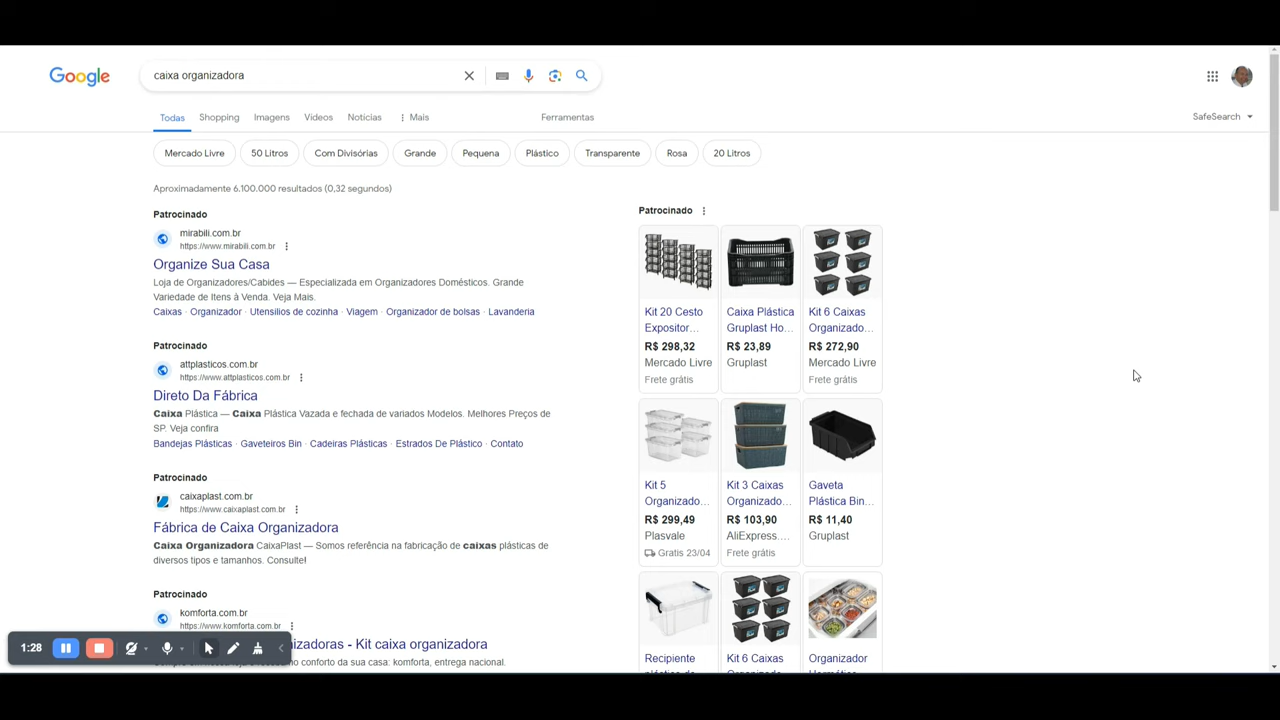 Google
caixa organizadora
Todas
Shopping
Imagens
Vídeos
Notícias
Mais
Ferramentas
SafeSearch
Mercado Livre
50 Litros
Com Divisórias
Grande
Pequena
Plástico
Transparente
Rosa
20 Litros
Aproximadamente 6.100.000 resultados (0,32 segundos)
Patrocinado
mirabili.com.br
https://www.mirabili.com.br
Organize Sua Casa
Loja de Organizadores/Cabides — Especializada em Organizadores Domésticos. Grande
Variedade de Itens à Venda. Veja Mais.
Caixas · Organizador · Utensilios de cozinha · Viagem · Organizador de bolsas · Lavanderia
Patrocinado
attplasticos.com.br
https://www.attplasticos.com.br
Direto Da Fábrica
Caixa Plástica — Caixa Plástica Vazada e fechada de variados Modelos. Melhores Preços de
SP. Veja confira
Bandejas Plásticas · Gaveteiros Bin · Cadeiras Plásticas · Estrados De Plástico · Contato
Patrocinado
caixaplast.com.br
https://www.caixaplast.com.br
Fábrica de Caixa Organizadora
Caixa Organizadora CaixaPlast — Somos referência na fabricação de caixas plásticas de
diversos tipos e tamanhos. Consulte!
Patrocinado
komforta.com.br
https://www.komforta.com.br
izadoras - Kit caixa organizadora
no conforto da sua casa: komforta, entrega nacional.
1:28
Patrocinado
Kit 20 Cesto
Expositor...
R$ 298,32
Mercado Livre
Frete grátis
Caixa Plástica
Gruplast Ho...
R$ 23,89
Gruplast
Kit 6 Caixas
Organizado...
R$ 272,90
Mercado Livre
Frete grátis
Kit 5
Organizado...
R$ 299,49
Plasvale
Gratis 23/04
Kit 3 Caixas
Organizado...
R$ 103,90
AliExpress....
Frete grátis
Gaveta
Plástica Bin...
R$ 11,40
Gruplast
Recipiente
Kit 6 Caixas
Organizador